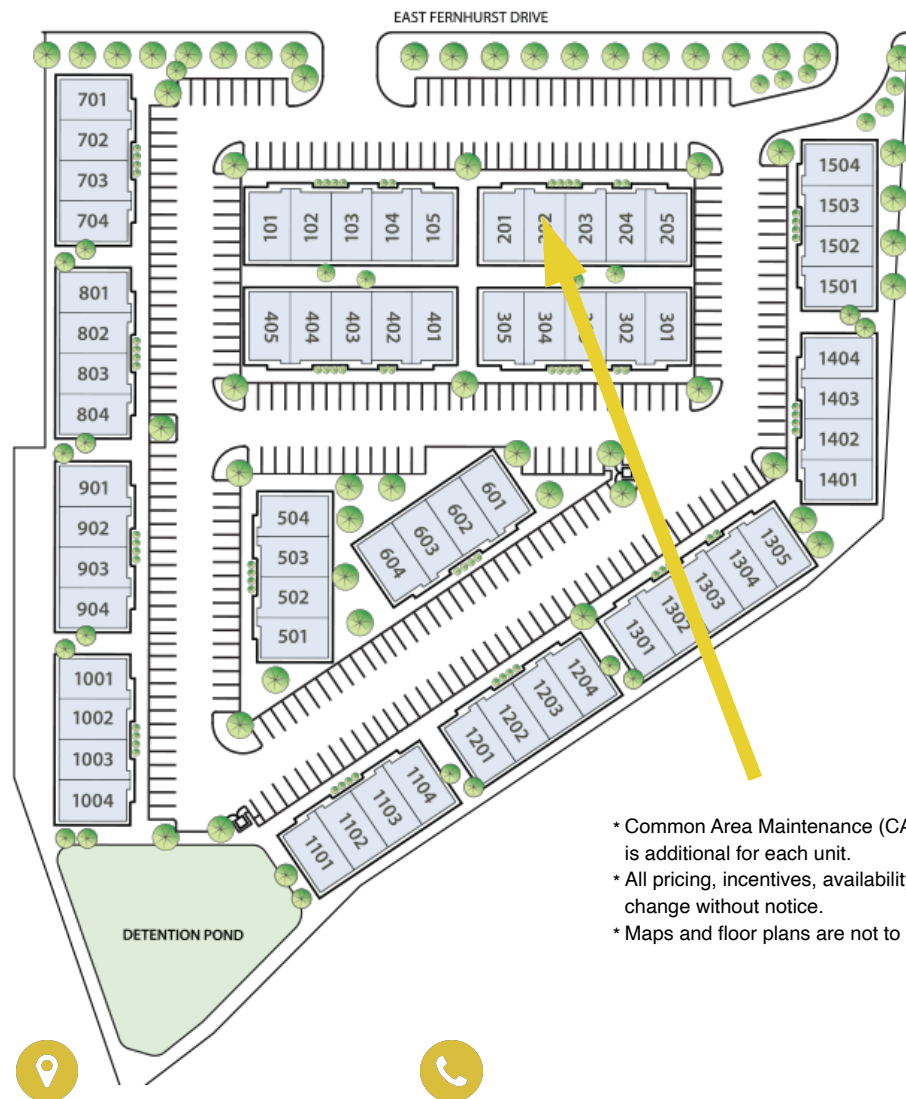 EAST FERNHURST DRIVE
701
702
703
704
801
802
803
804
901
902
903
904
1001
1002
1003
1004
101 102 103 104 105
201 202 203 204 205
405 404 403 402 401
305 304 302 301
1504
1503
1502
1501
1404
1403
1402
1401
504
503
502
501
604 603 602 601
1301 1302 1303 1304 1305
1201 1202 1203 1204
1101 1102 1103 1104
DETENTION POND
* Common Area Maintenance (CA
is additional for each unit.
* All pricing, incentives, availability
change without notice.
* Maps and floor plans are not to